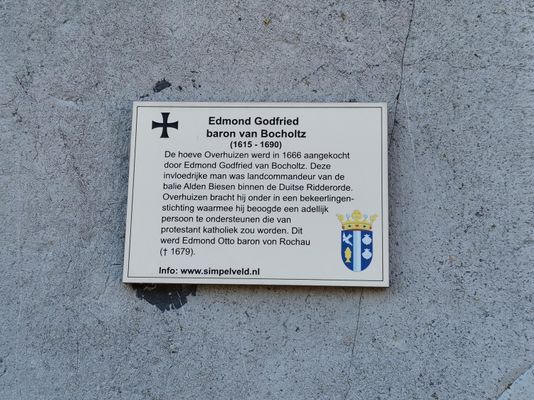 Edmond Godfried
baron van Bocholtz
(1615 - 1690)
De hoeve Overhuizen werd in 1666 aangekocht
door Edmond Godfried van Bocholtz. Deze
invloedrijke man was landcommandeur van de
balie Alden Biesen binnen de Duitse Ridderorde.
Overhuizen bracht hij onder in een bekeerlingen-
stichting waarmee hij beoogde een adellijk
persoon te ondersteunen die van
protestant katholiek zou worden. Dit
werd Edmond Otto baron von Rochau
(† 1679).
Info: www.simpelveld.nl